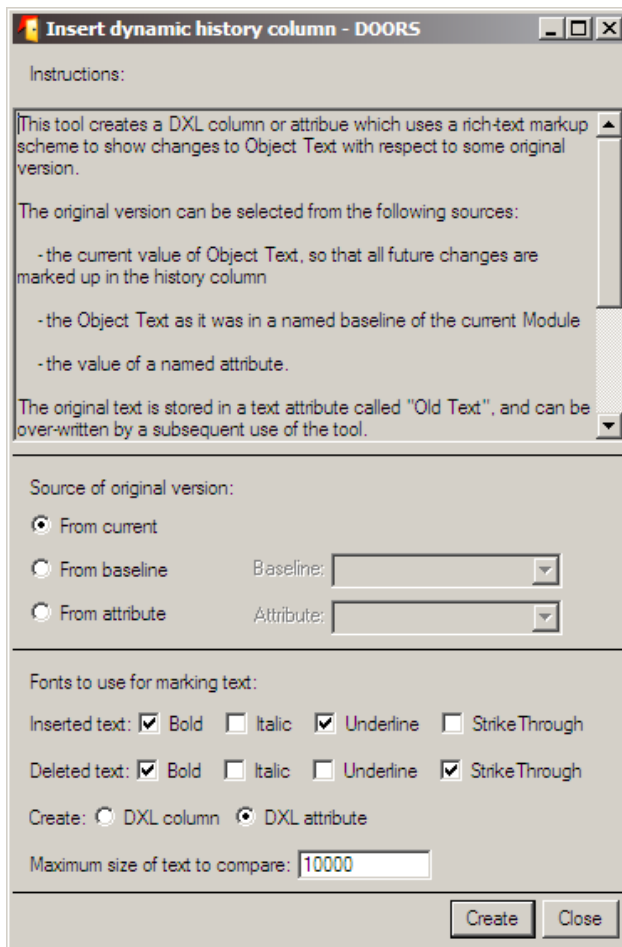 Insert dynamic history column - DOORS
Instructions:
This tool creates a DXL column or attribue which uses a rich-text markup
scheme to show changes to Object Text with respect to some original
version.
The original version can be selected from the following sources:
- the current value of Object Text, so that all future changes are
marked up in the history column
- the Object Text as it was in a named baseline of the current Module
- the value of a named attribute.
The original text is stored in a text attribute called "Old Text", and can be
over-written by a subsequent use of the tool.
Source of original version:
From current
From baseline Baseline:
From attribute Attribute:
Fonts to use for marking text:
Inserted text: Bold Italic Underline StrikeThrough
Deleted text: Bold Italic Underline StrikeThrough
Create: DXL column DXL attribute
Maximum size of text to compare: 10000
Create Close